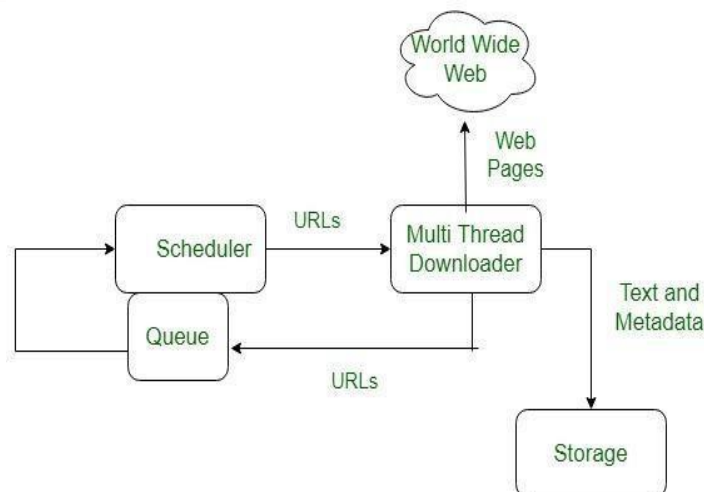 World Wide
Web
Web
Pages
URLs
Scheduler
Multi Thread
Downloader
Text and
Metadata
Queue
URLs
Storage